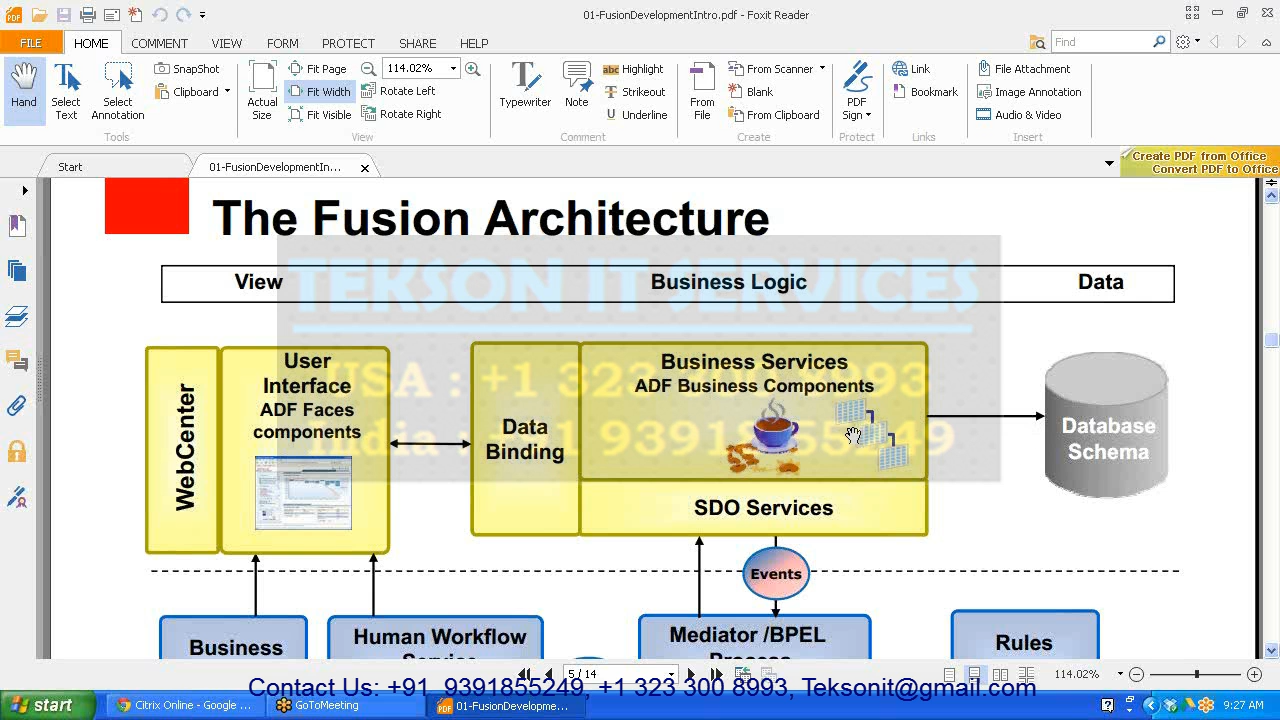 01-FusionDevelopmentIntro.pdf - Foxit Reader
FILE HOME COMMENT VIEW FORM PROTECT SHARE HELP
Find
Hand
Select Text
Select Annotation
SnapShot
Clipboard
Tools
Actual Size
Fit Page
Fit Width
Fit Visible
114.02%
Rotate Left
Rotate Right
View
Typewriter
Note
Highlight
Strikeout
Underline
Comment
From File
From Scanner
Blank
From Clipboard
Create
PDF Sign
Protect
Link
Bookmark
Links
File Attachment
Image Annotation
Audio & Video
Insert
Start
01-FusionDevelopmentIn...
Create PDF from Office
Convert PDF to Office
The Fusion Architecture
TEKSON IT SERVICES
View Business Logic Data
WebCenter
User
Interface
ADF Faces
components
Data
Binding
Business Services
ADF Business Components
SDO Services
Database
Schema
Events
Business
Human Workflow
Service
Mediator /BPEL
Process
Rules
5 / 14
114.02%
Contact Us: +91 9391855249, +1 323 300 8993, Teksonit@gmail.com
start
Citrix Online - Google ...
GoToMeeting
01-FusionDevelopme...
9:27 AM